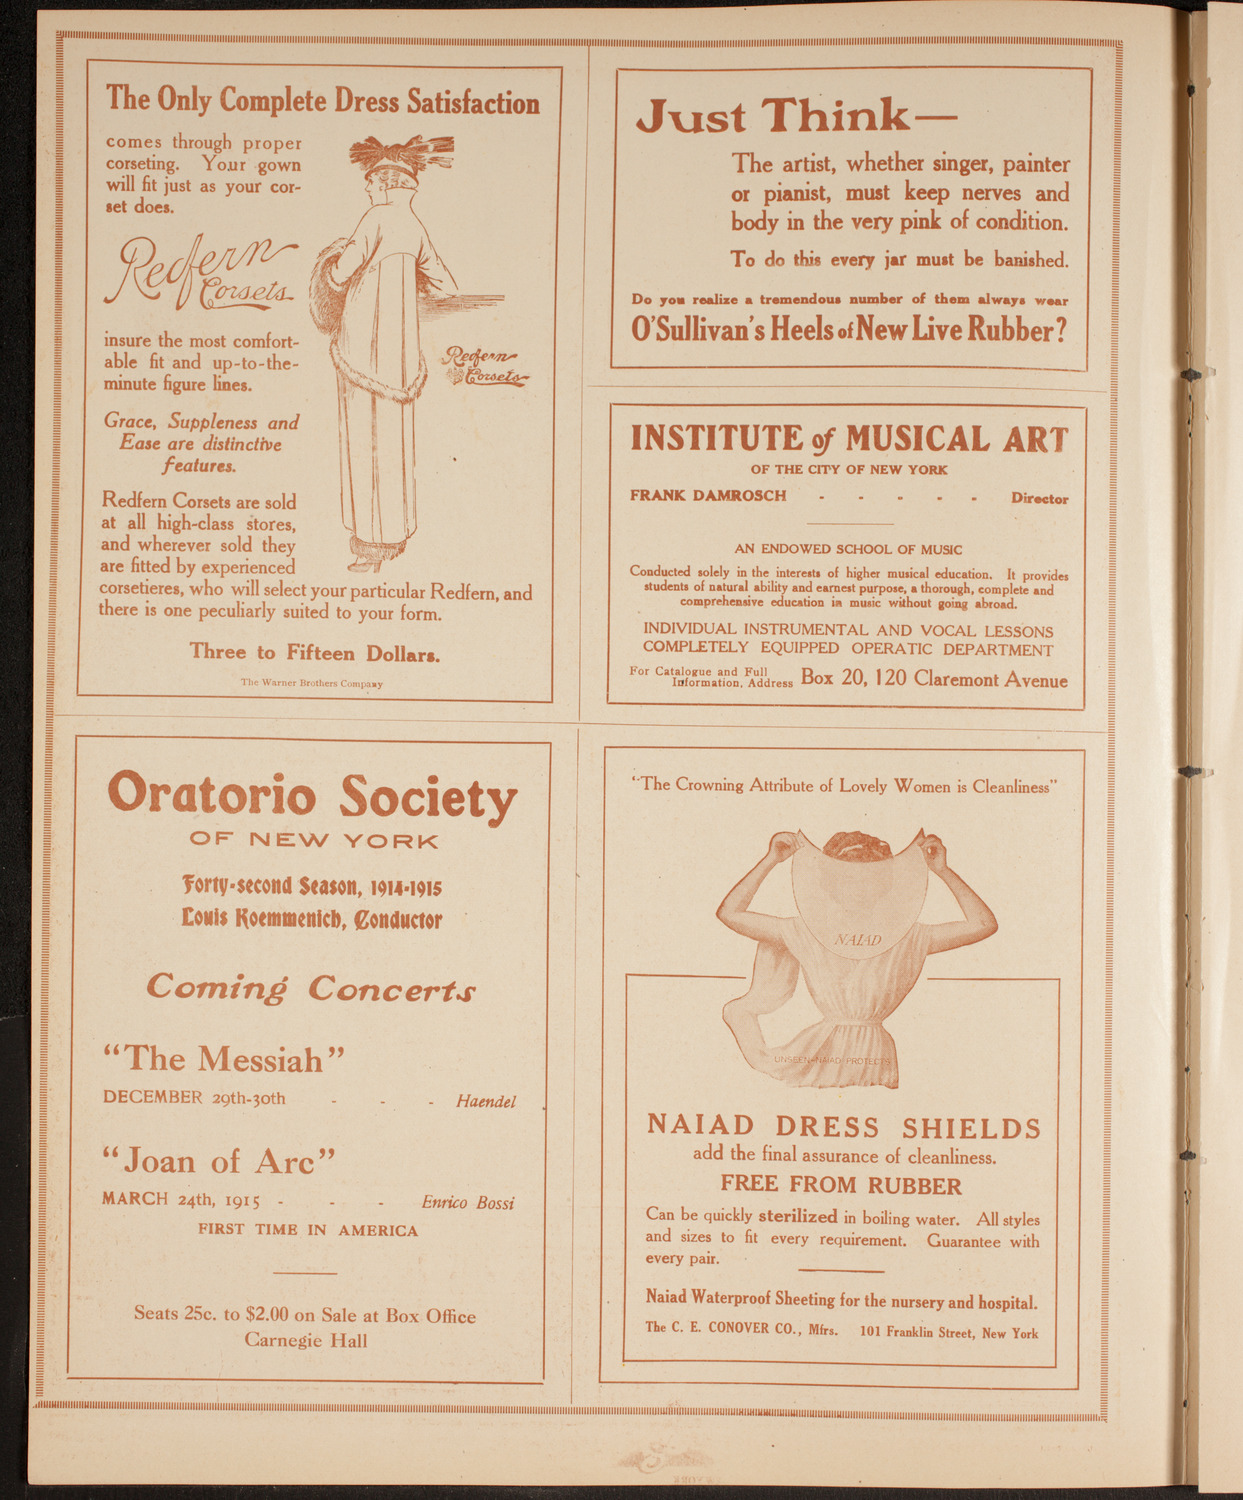 The Only Complete Dress Satisfaction
comes through proper
corseting. Your gown
will fit just as your cor-
set does.
Redfern
Corsets
insure the most comfort-
able fit and up-to-the-
minute figure lines.
Redfern
Corsets
Grace, Suppleness and
Ease are distinctive
features.
Redfern Corsets are sold
at all high-class stores,
and wherever sold they
are fitted by experienced
corsetieres, who will select your particular Redfern, and
there is one peculiarly suited to your form.
Three to Fifteen Dollars.
The Warner Brothers Company
Just Think—
The artist, whether singer, painter
or pianist, must keep nerves and
body in the very pink of condition.
To do this every jar must be banished.
Do you realize a tremendous number of them always wear
O'Sullivan's Heels of New Live Rubber?
INSTITUTE of MUSICAL ART
OF THE CITY OF NEW YORK
FRANK DAMROSCH - - - - - Director
AN ENDOWED SCHOOL OF MUSIC
Conducted solely in the interests of higher musical education. It provides
students of natural ability and earnest purpose, a thorough, complete and
comprehensive education in music without going abroad.
INDIVIDUAL INSTRUMENTAL AND VOCAL LESSONS
COMPLETELY EQUIPPED OPERATIC DEPARTMENT
For Catalogue and Full
Information, Address Box 20, 120 Claremont Avenue
Oratorio Society
OF NEW YORK
Forty-second Season, 1914-1915
Louis Koemmenich, Conductor
Coming Concerts
"The Messiah"
DECEMBER 29th-30th - - - Haendel
"Joan of Arc"
MARCH 24th, 1915 - - - Enrico Bossi
FIRST TIME IN AMERICA
Seats 25c. to $2.00 on Sale at Box Office
Carnegie Hall
"The Crowning Attribute of Lovely Women is Cleanliness"
NAIAD
UNSEEN-NAIAD PROTECTS
NAIAD DRESS SHIELDS
add the final assurance of cleanliness.
FREE FROM RUBBER
Can be quickly sterilized in boiling water. All styles
and sizes to fit every requirement. Guarantee with
every pair.
Naiad Waterproof Sheeting for the nursery and hospital.
The C. E. CONOVER CO., Mfrs. 101 Franklin Street, New York